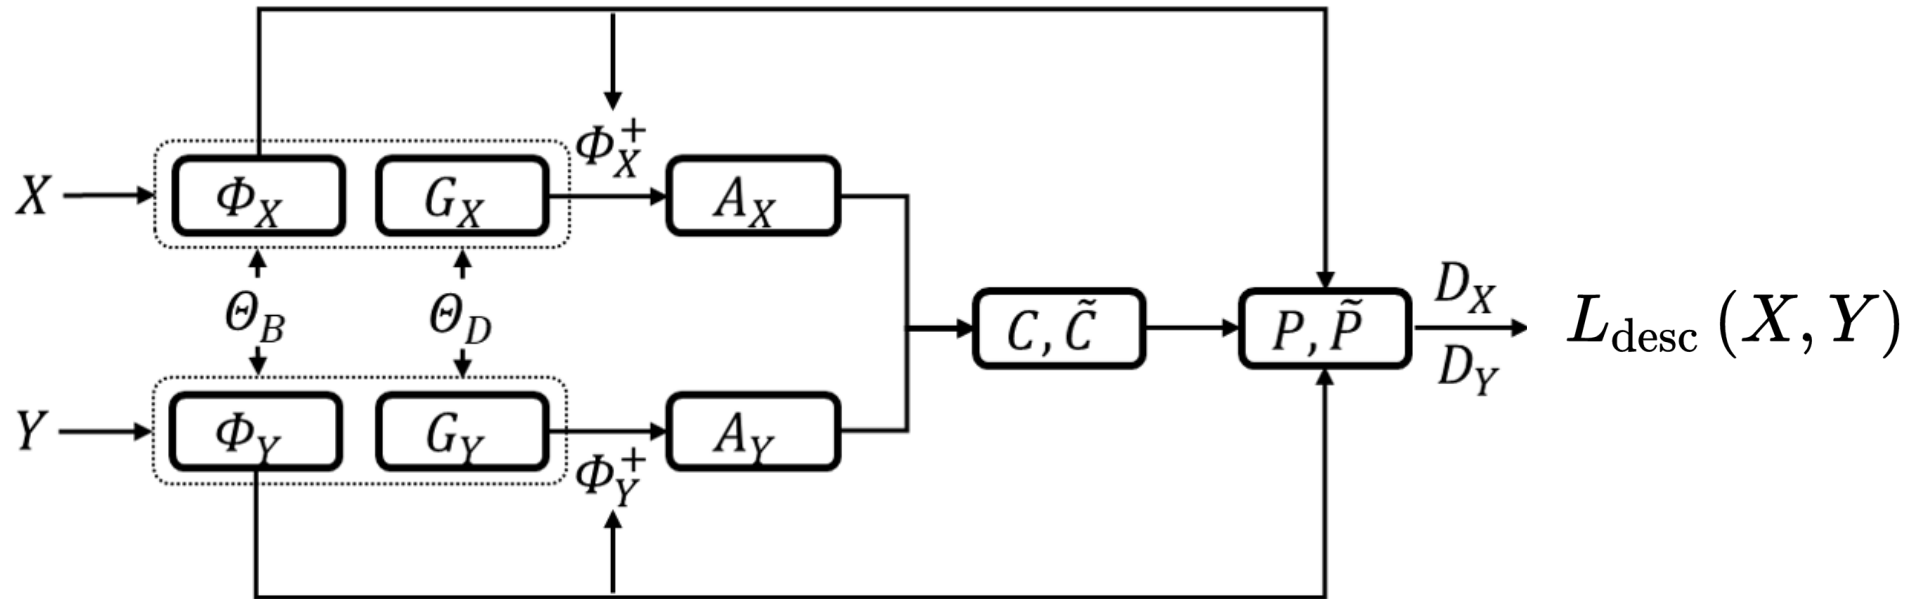 Φ_X^+
X Φ_X G_X A_X
Θ_B Θ_D
C, C̃ P, P̃ D_X D_Y L_desc (X, Y)
Y Φ_Y G_Y A_Y
Φ_Y^+